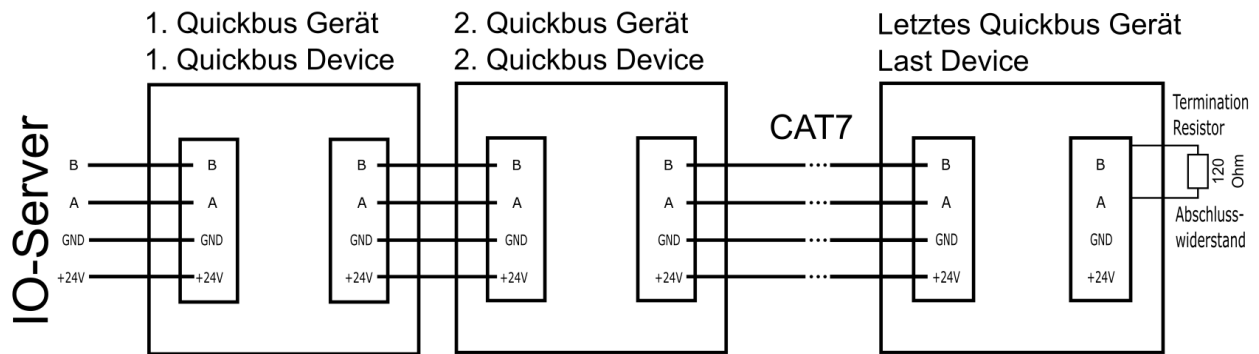 1. Quickbus Gerät
1. Quickbus Device
2. Quickbus Gerät
2. Quickbus Device
Letztes Quickbus Gerät
Last Device
IO-Server
B
A
GND
+24V
B
A
GND
+24V
B
A
GND
+24V
B
A
GND
+24V
B
A
GND
+24V
CAT7
B
A
GND
+24V
B
A
GND
+24V
Termination
Resistor
120
Ohm
Abschluss-
widerstand